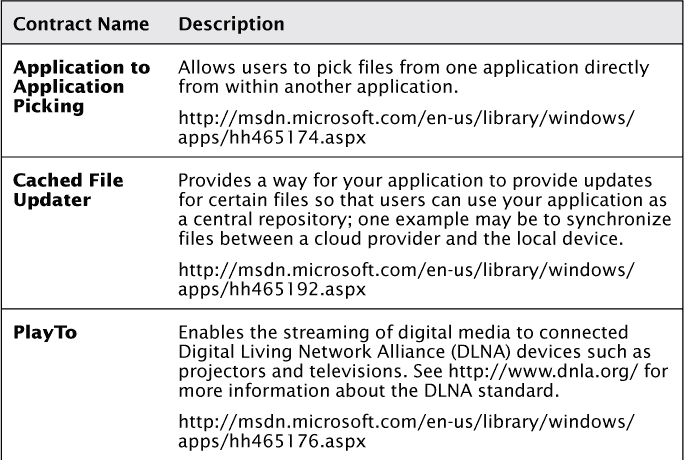 Contract Name Description
Application to Application Picking
Allows users to pick files from one application directly
from within another application.
http://msdn.microsoft.com/en-us/library/windows/
apps/hh465174.aspx
Cached File
Updater
Provides a way for your application to provide updates
for certain files so that users can use your application as
a central repository; one example may be to synchronize
files between a cloud provider and the local device.
http://msdn.microsoft.com/en-us/library/windows/
apps/hh465192.aspx
PlayTo
Enables the streaming of digital media to connected
Digital Living Network Alliance (DLNA) devices such as
projectors and televisions. See http://www.dnla.org/ for
more information about the DLNA standard.
http://msdn.microsoft.com/en-us/library/windows/
apps/hh465176.aspx